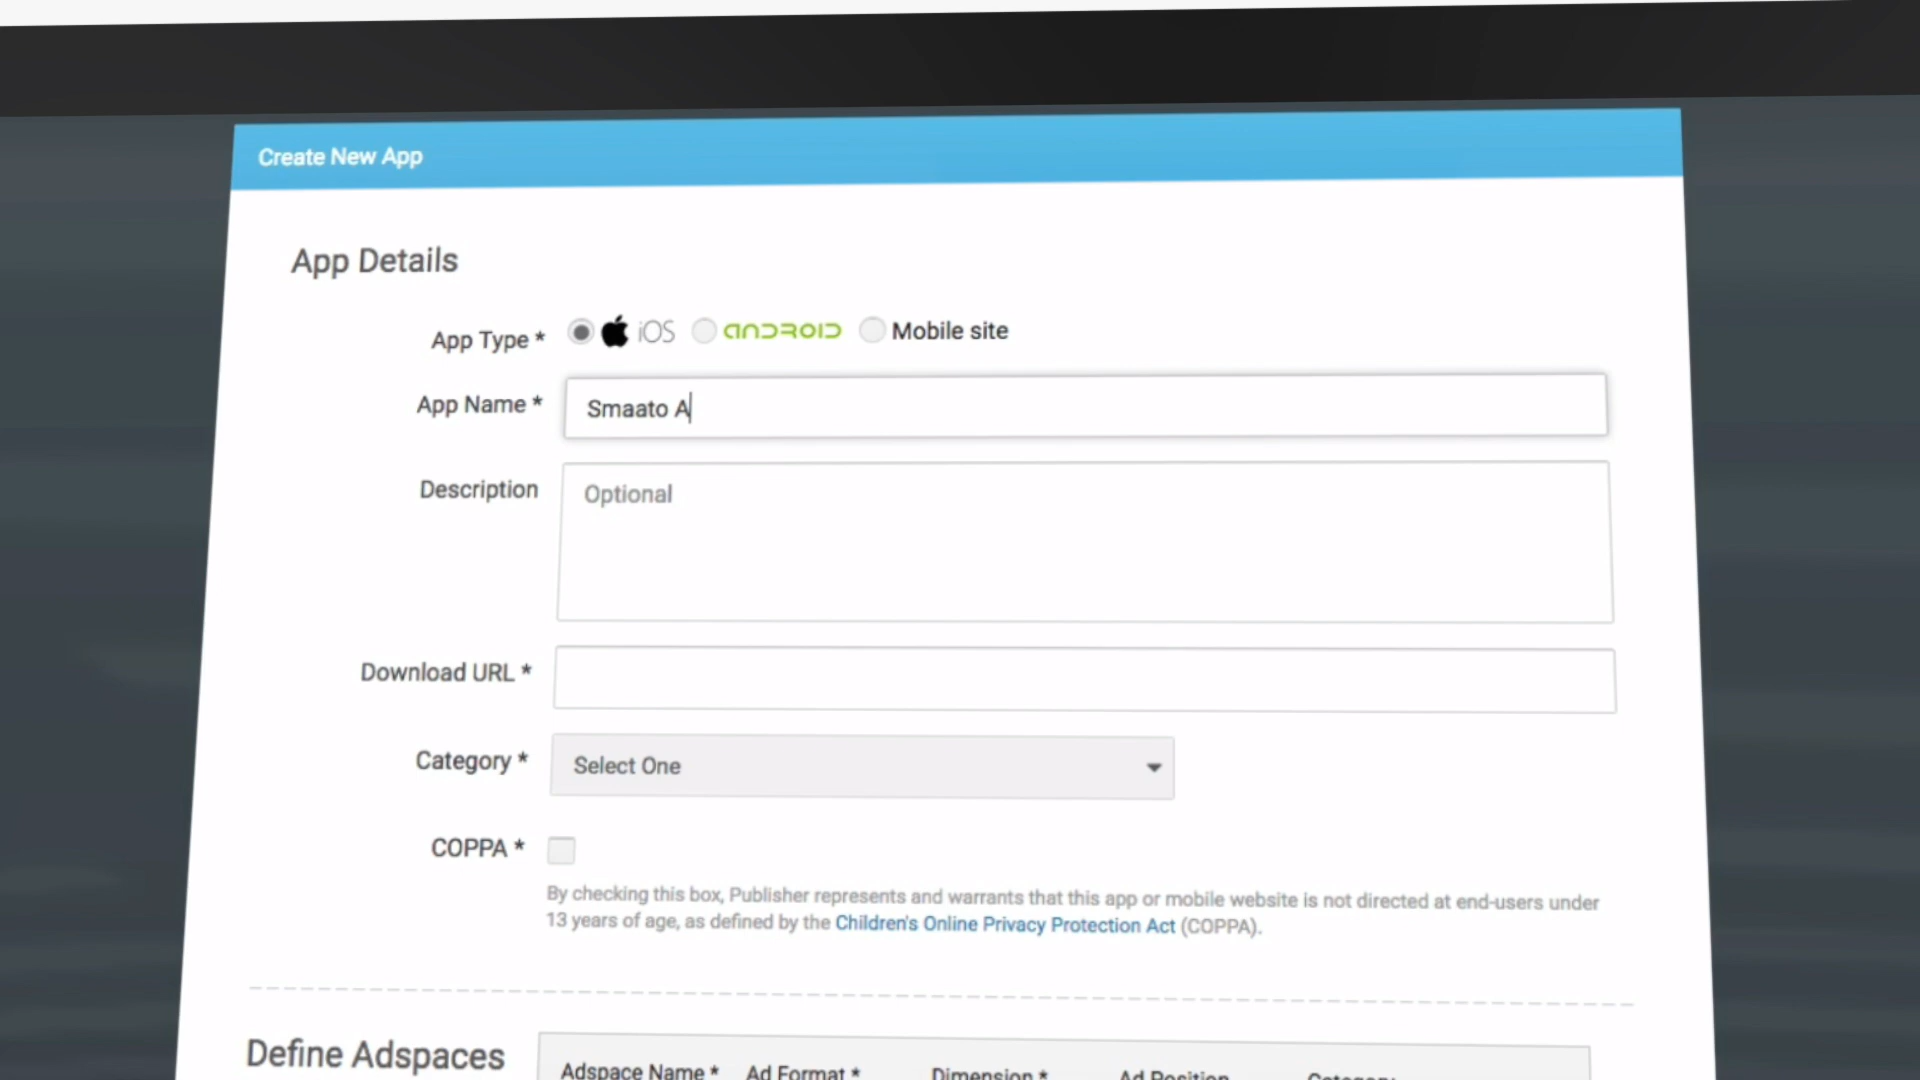 Create New App
App Details
App Type * iOS ANDROID Mobile site
App Name * Smaato A
Description Optional
Download URL *
Category * Select One
COPPA *
By checking this box, Publisher represents and warrants that this app or mobile website is not directed at end-users under
13 years of age, as defined by the Children's Online Privacy Protection Act (COPPA).
Define Adspaces
Adspace Name * Ad Format * Dimension * Ad Position Category